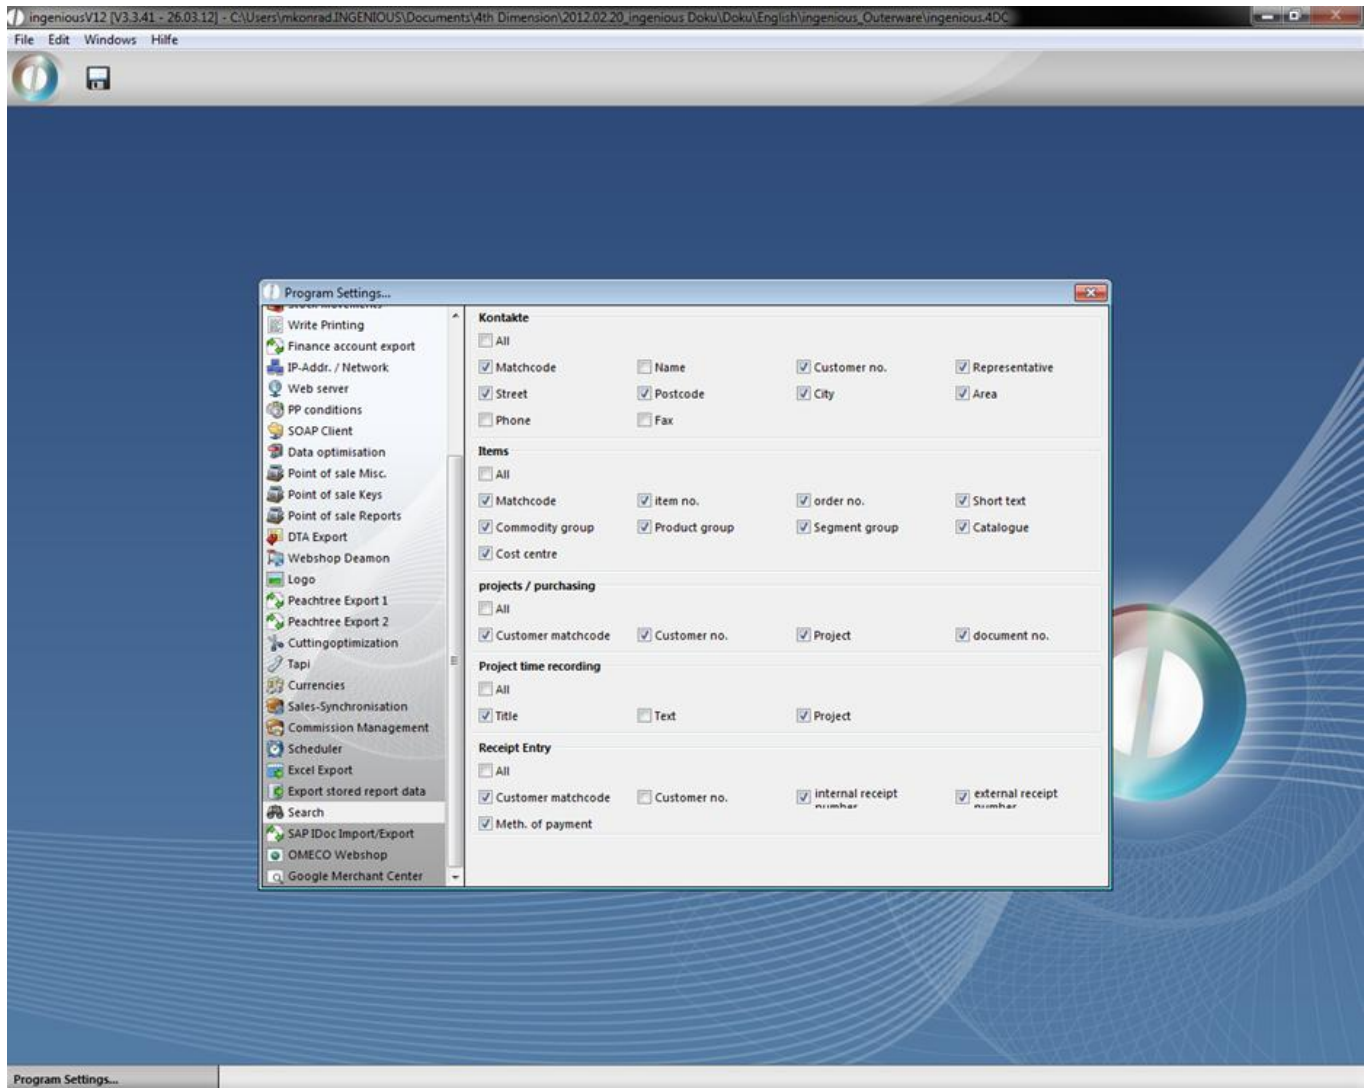 ingeniousV12 [V3.3.41 - 26.03.12] - C:\Users\mkonrad.INGENIOUS\Documents\4th Dimension\2012.02.20_ingenious Doku\Doku\English\ingenious_Outerware\ingenious.4DC
File Edit Windows Hilfe
Program Settings...
Stock movements
Write Printing
Finance account export
IP-Addr. / Network
Web server
PP conditions
SOAP Client
Data optimisation
Point of sale Misc.
Point of sale Keys
Point of sale Reports
DTA Export
Webshop Deamon
Logo
Peachtree Export 1
Peachtree Export 2
Cuttingoptimization
Tapi
Currencies
Sales-Synchronisation
Commission Management
Scheduler
Excel Export
Export stored report data
Search
SAP IDoc Import/Export
OMECO Webshop
Google Merchant Center
Kontakte
All
Matchcode Name Customer no. Representative
Street Postcode City Area
Phone Fax
Items
All
Matchcode item no. order no. Short text
Commodity group Product group Segment group Catalogue
Cost centre
projects / purchasing
All
Customer matchcode Customer no. Project document no.
Project time recording
All
Title Text Project
Receipt Entry
All
Customer matchcode Customer no. internal receipt number external receipt number
Meth. of payment
Program Settings...